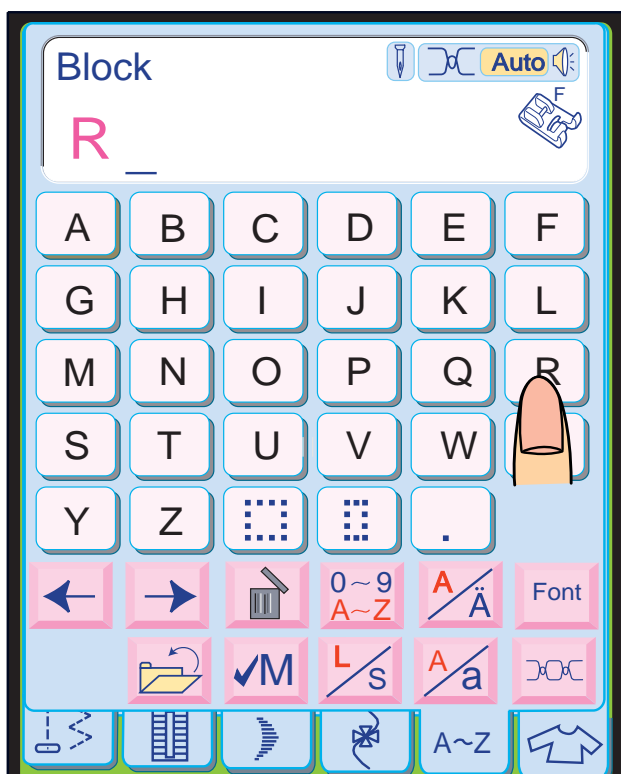 Block
Auto
F
R _
A B C D E F
G H I J K L
M N O P Q R
S T U V W
Y Z .
0~9
A~Z
A/Ä
Font
✓M
L/s
A/a
A~Z